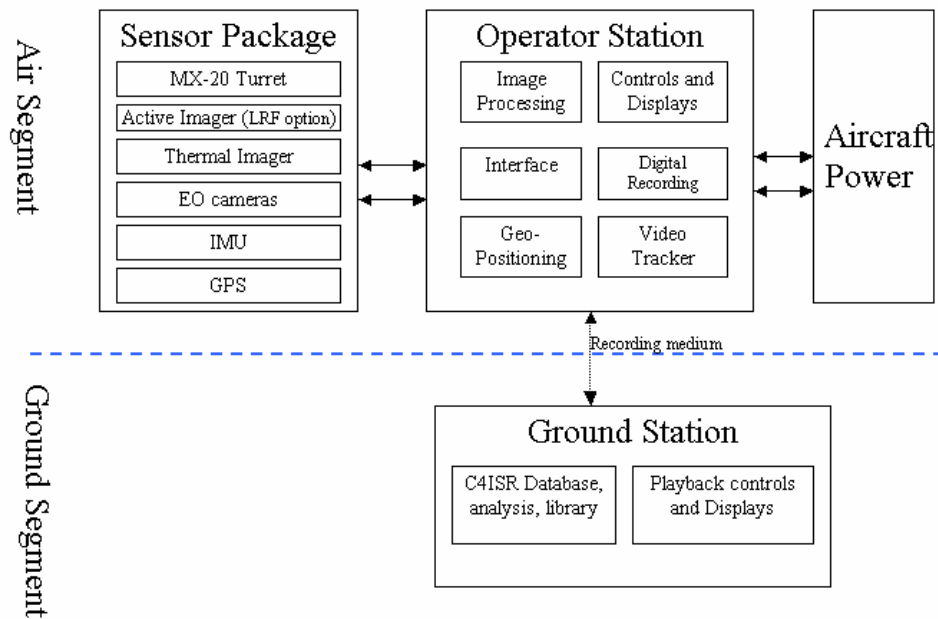 Air Segment
Sensor Package
MX-20 Turret
Active Imager (LRF option)
Thermal Imager
EO cameras
IMU
GPS
Operator Station
Image
Processing
Controls and
Displays
Interface
Digital
Recording
Geo-
Positioning
Video
Tracker
Aircraft
Power
Recording medium
Ground Segment
Ground Station
C4ISR Database,
analysis, library
Playback controls
and Displays